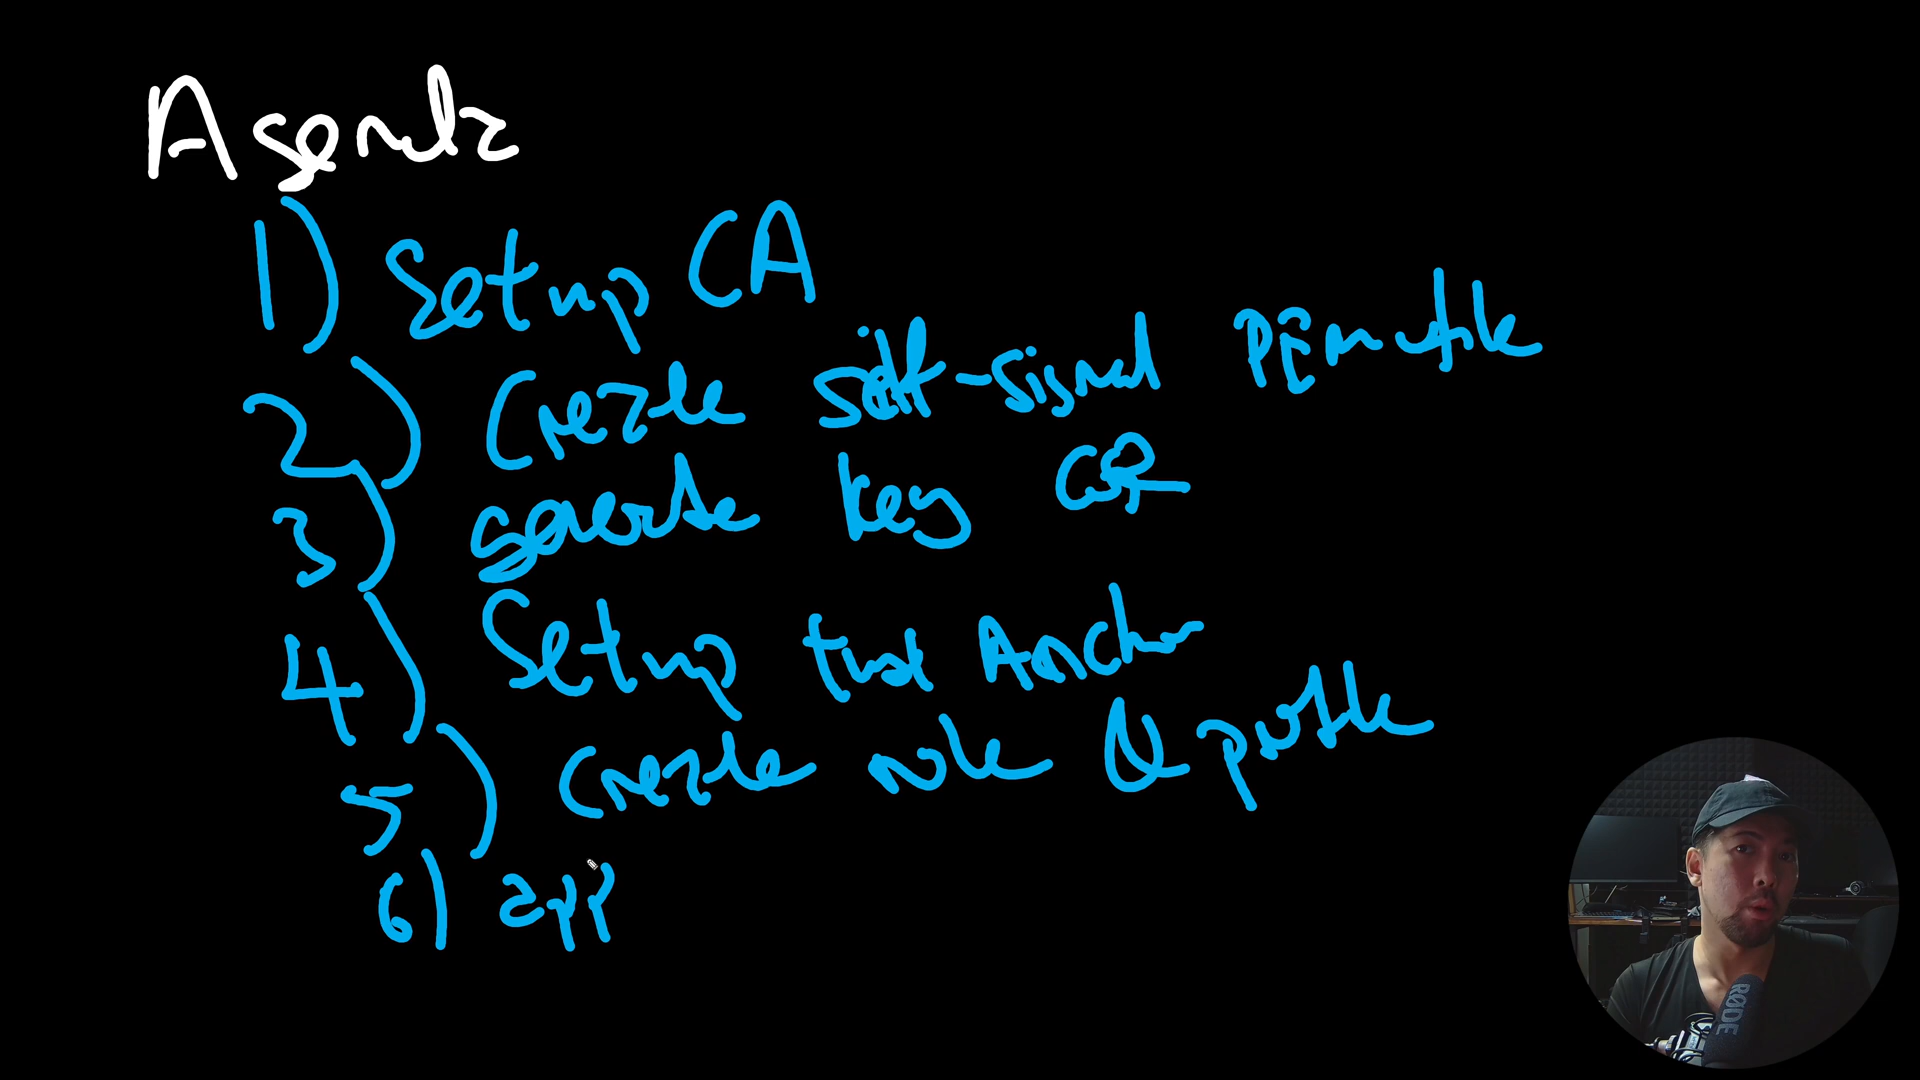 Agenda
1) Setup CA
2) Create self-signed PEM file
3) generate key CSR
4) Setup trust Anchor
5) Create role & profile
6) app
RØDE